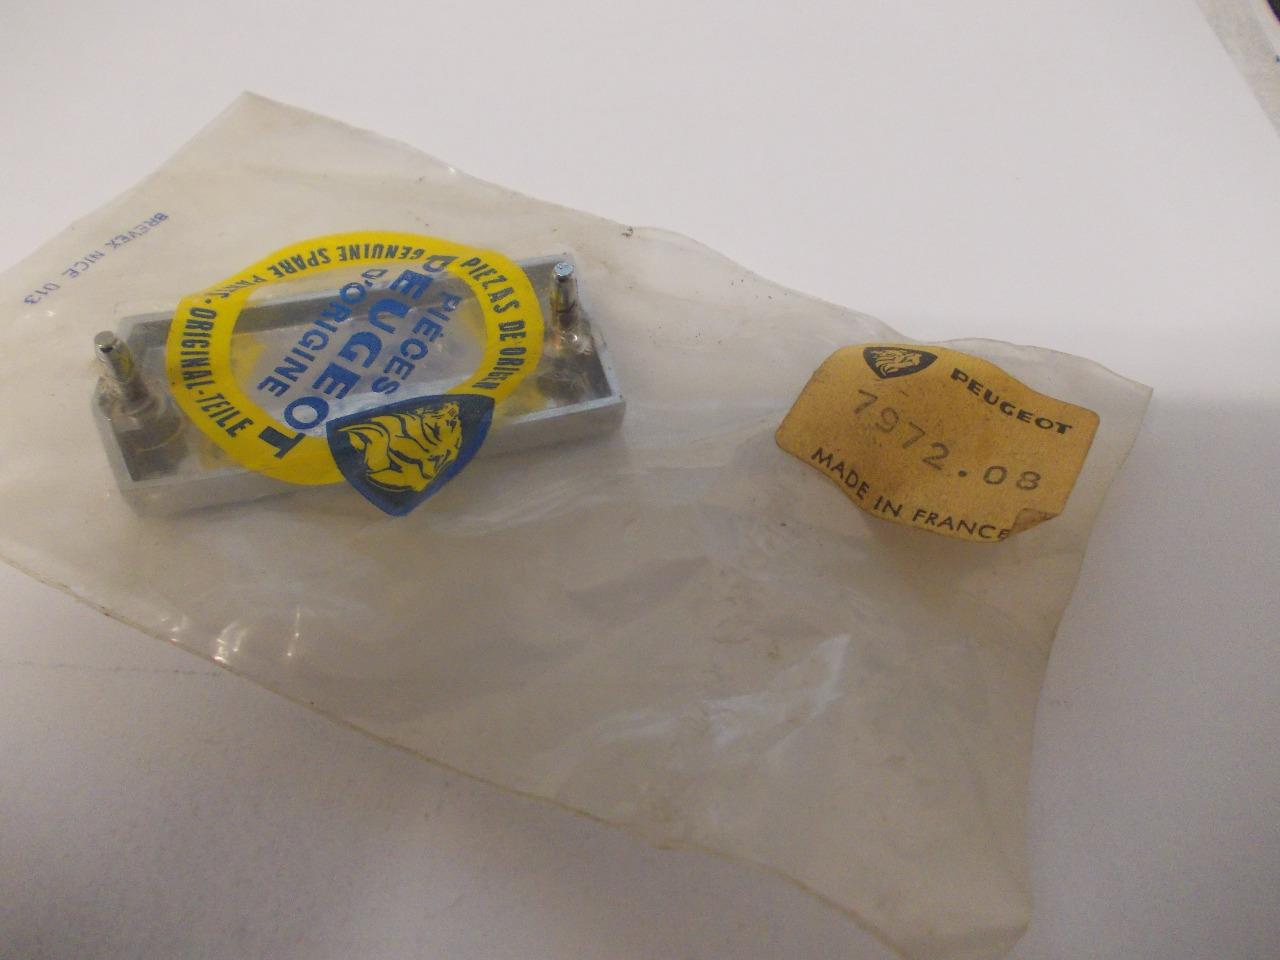 BREVEX NICE 013
PIEZAS DE ORIGEN
GENUINE SPARE PARTS · ORIGINAL-TEILE
PIÈCES
PEUGEOT
D'ORIGINE
PEUGEOT
7972.08
MADE IN FRANCE